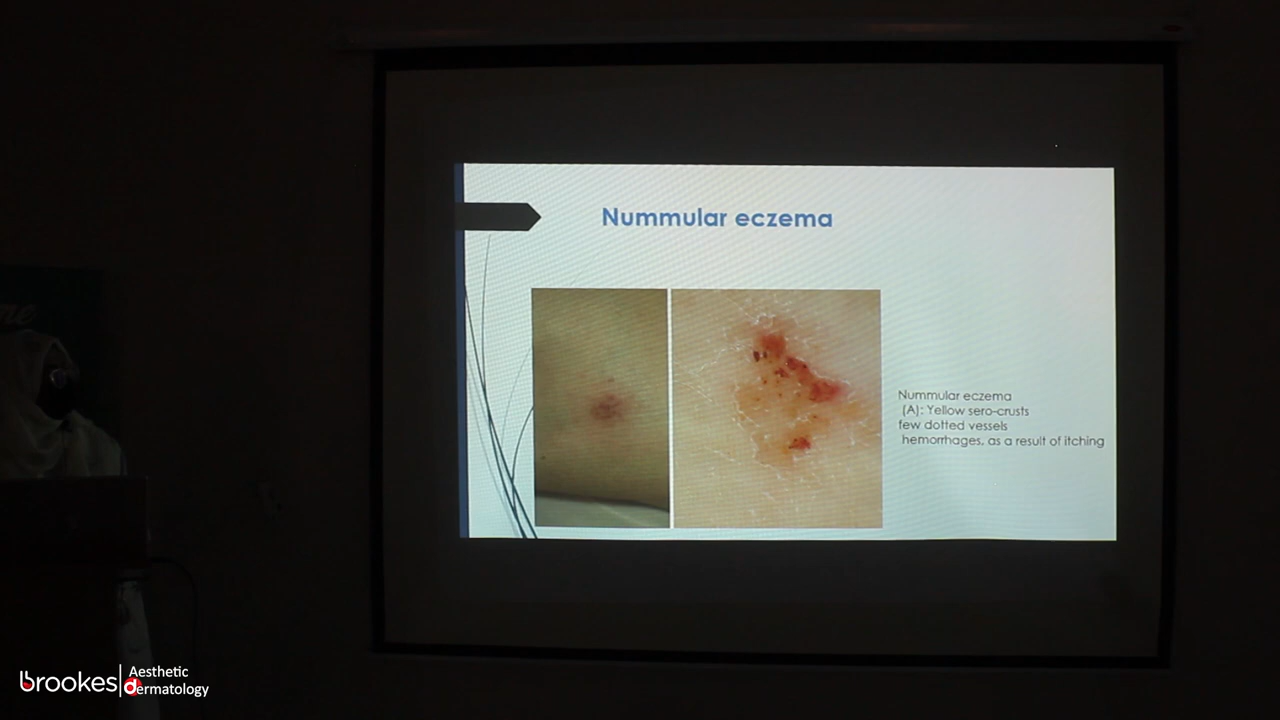 Nummular eczema
Nummular eczema
(A): Yellow sero-crusts
few dotted vessels
hemorrhages, as a result of itching
brookes
Aesthetic
dermatology